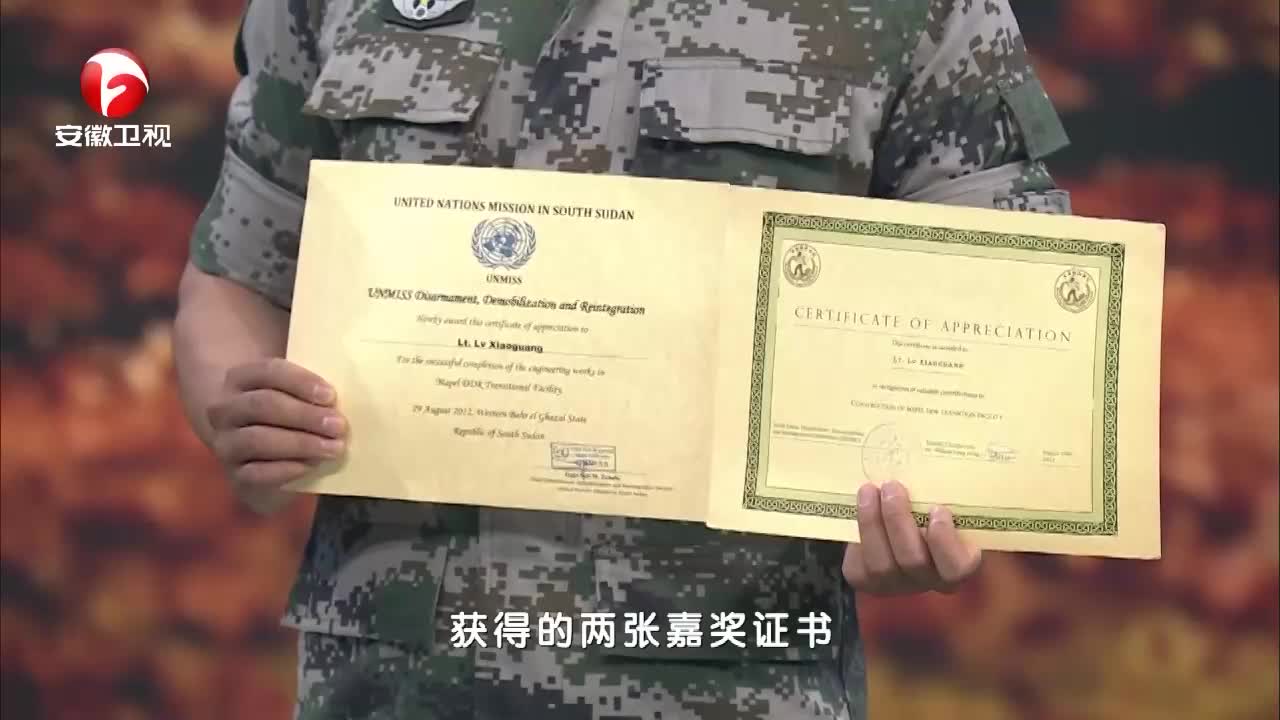 安徽卫视
UNITED NATIONS MISSION IN SOUTH SUDAN
UNMISS
UNMISS Disarmament, Demobilization and Reintegration
award this certificate of appreciation to
Lt. Lv Xiaoguang
For the successful completion of the engineering works in
Mapel DDR Transitional Facility
29 August 2012, Western Bahr el Ghazal State
Republic of South Sudan
CERTIFICATE OF APPRECIATION
This certificate is awarded to
LT. LV XIAOGUANG
in recognition of valuable contributions to
CONSTRUCTION OF MAPEL DDR TRANSITION FACILITY
获得的两张嘉奖证书